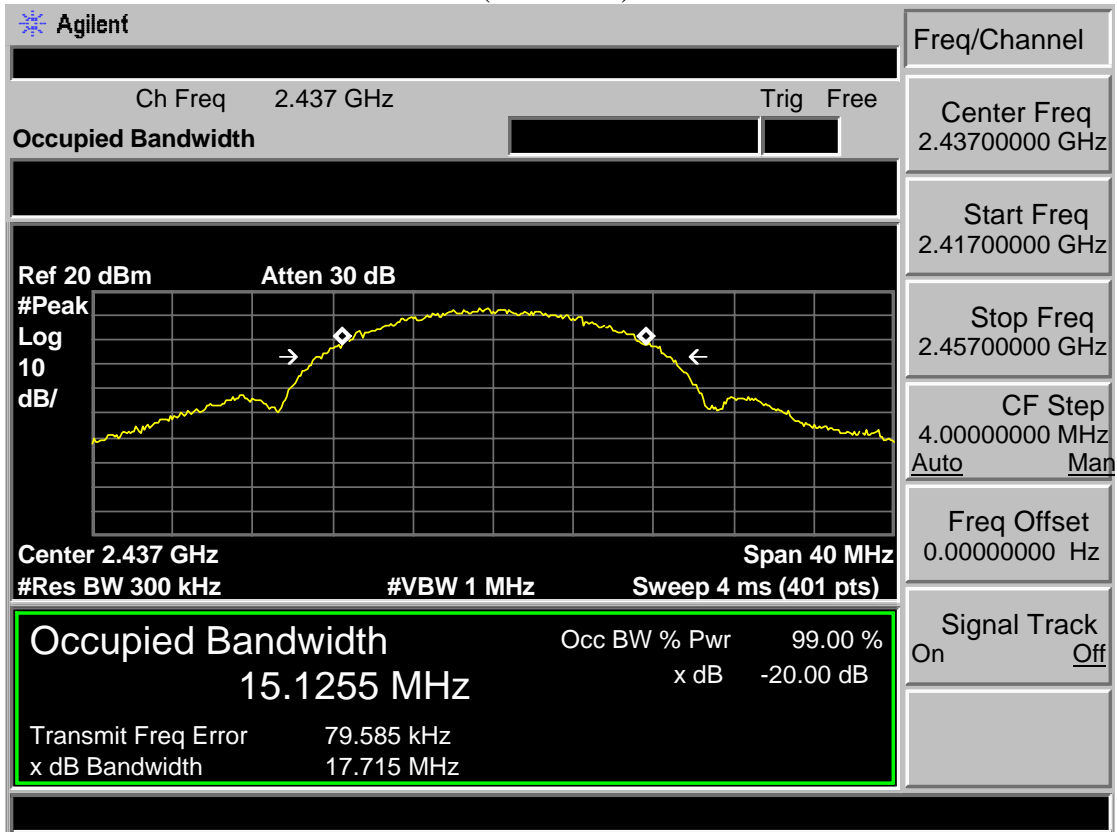 Agilent
Freq/Channel
Ch Freq 2.437 GHz Trig Free
Occupied Bandwidth
Center Freq
2.43700000 GHz
Start Freq
2.41700000 GHz
Ref 20 dBm Atten 30 dB
#Peak
Log
10
dB/
Stop Freq
2.45700000 GHz
CF Step
4.00000000 MHz
Auto Man
Freq Offset
0.00000000 Hz
Center 2.437 GHz Span 40 MHz
#Res BW 300 kHz #VBW 1 MHz Sweep 4 ms (401 pts)
Signal Track
On Off
Occupied Bandwidth Occ BW % Pwr 99.00 %
15.1255 MHz x dB -20.00 dB
Transmit Freq Error 79.585 kHz
x dB Bandwidth 17.715 MHz